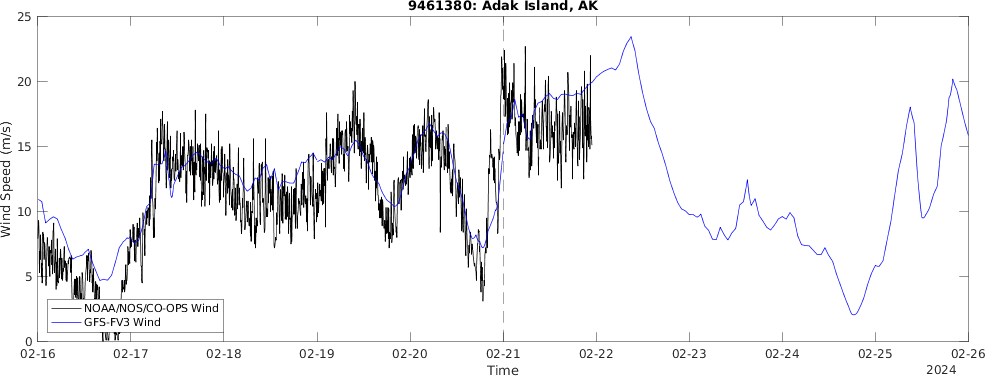 9461380: Adak Island, AK
Wind Speed (m/s)
25
20
15
10
5
0
NOAA/NOS/CO-OPS Wind
GFS-FV3 Wind
02-16 02-17 02-18 02-19 02-20 02-21 02-22 02-23 02-24 02-25 02-26
Time
2024